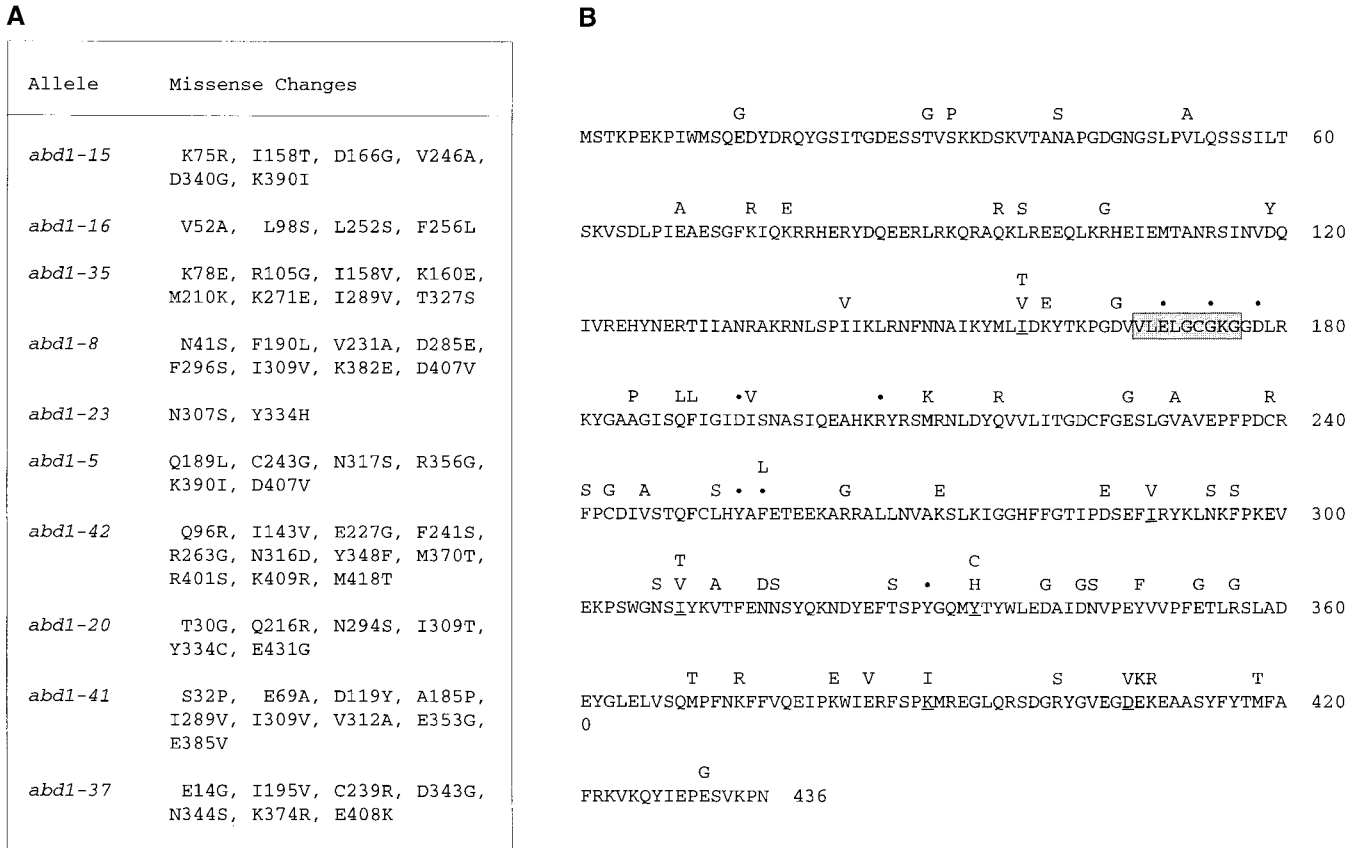 A
Allele Missense Changes
abd1-15 K75R, I158T, D166G, V246A,
D340G, K390I
abd1-16 V52A, L98S, L252S, F256L
abd1-35 K78E, R105G, I158V, K160E,
M210K, K271E, I289V, T327S
abd1-8 N41S, F190L, V231A, D285E,
F296S, I309V, K382E, D407V
abd1-23 N307S, Y334H
abd1-5 Q189L, C243G, N317S, R356G,
K390I, D407V
abd1-42 Q96R, I143V, E227G, F241S,
R263G, N316D, Y348F, M370T,
R401S, K409R, M418T
abd1-20 T30G, Q216R, N294S, I309T,
Y334C, E431G
abd1-41 S32P, E69A, D119Y, A185P,
I289V, I309V, V312A, E353G,
E385V
abd1-37 E14G, I195V, C239R, D343G,
N344S, K374R, E408K
B
G G P S A
MSTKPEKPIWMSQEDYDRQYGSITGDESSTVSKKDSKVTANAPGDGNGSLPVLQSSSILT 60
A R E R S G Y
SKVSDLPIEAESGFKIQKRRHERYDQEERLRKQRAQKLREEQLKRHEIEMTANRSINVDQ 120
T
V V E G • • •
IVREHYNERTIIANRAKRNLSPIIKLRNFNNAIKYMLIDKYTKPGDVVLELGCGKGGDLR 180
P LL •V • K R G A R
KYGAAGISQFIGIDISNASIQEAHKRYRSMRNLDYQVVLITGDCFGESLGVAVEPFPDCR 240
L
S G A S • • G E E V S S
FPCDIVSTQFCLHYAFETEEKARRALLNVAKSLKIGGHFFGTIPDSEFIRYKLNKFPKEV 300
T C
S V A DS S • H G GS F G G
EKPSWGNSIYKVTFENNSYQKNDYEFTSPYGQMYTYWLEDAIDNVPEYVVPFETLRSLAD 360
T R E V I S VKR T
EYGLELVSQMPFNKFFVQEIPKWIERFSPKMREGLQRSDGRYGVEGDEKEAASYFYTMFA 420
0
G
FRKVKQYIEPESVKPN 436